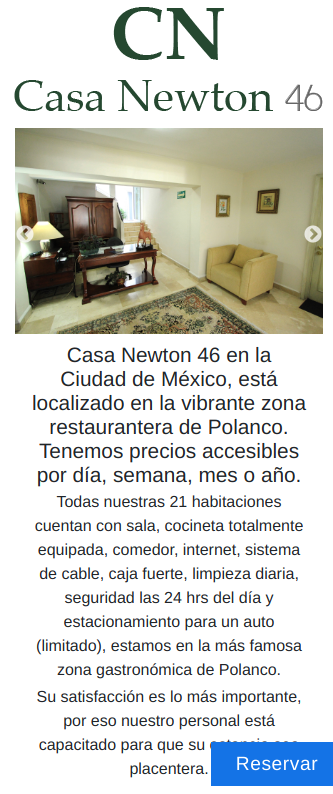 CN
Casa Newton 46
Casa Newton 46 en la
Ciudad de México, está
localizado en la vibrante zona
restaurantera de Polanco.
Tenemos precios accesibles
por día, semana, mes o año.
Todas nuestras 21 habitaciones
cuentan con sala, cocineta totalmente
equipada, comedor, internet, sistema
de cable, caja fuerte, limpieza diaria,
seguridad las 24 hrs del día y
estacionamiento para un auto
(limitado), estamos en la más famosa
zona gastronómica de Polanco.
Su satisfacción es lo más importante,
por eso nuestro personal está
capacitado para que su
placentera.
Reservar